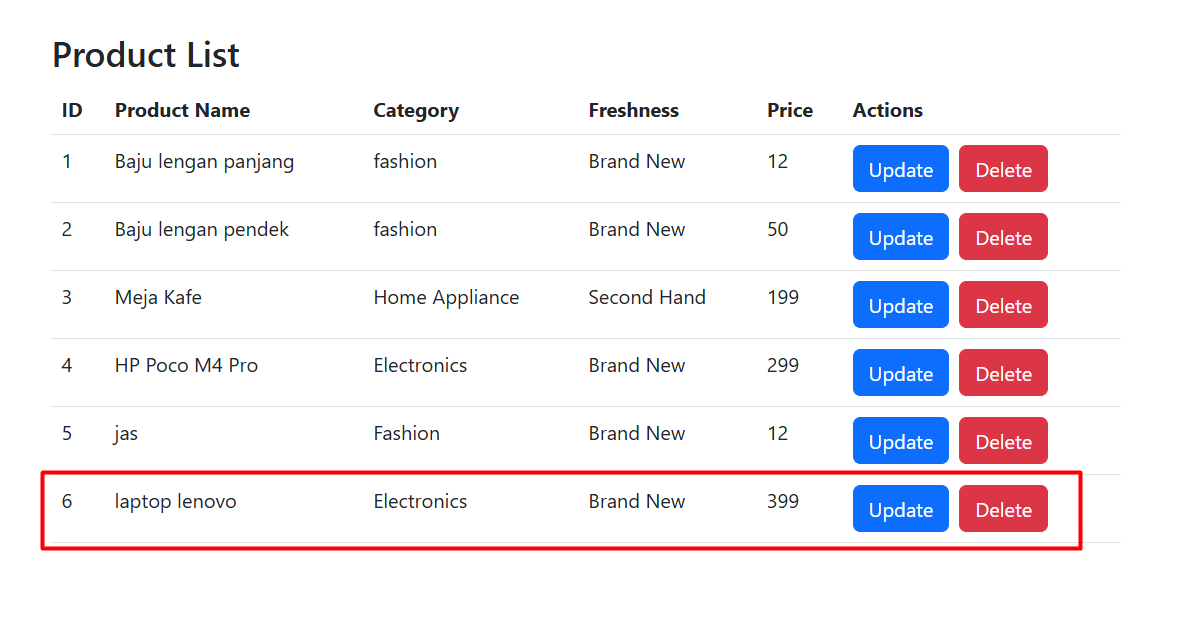 Product List
ID Product Name Category Freshness Price Actions
1 Baju lengan panjang fashion Brand New 12 Update Delete
2 Baju lengan pendek fashion Brand New 50 Update Delete
3 Meja Kafe Home Appliance Second Hand 199 Update Delete
4 HP Poco M4 Pro Electronics Brand New 299 Update Delete
5 jas Fashion Brand New 12 Update Delete
6 laptop lenovo Electronics Brand New 399 Update Delete